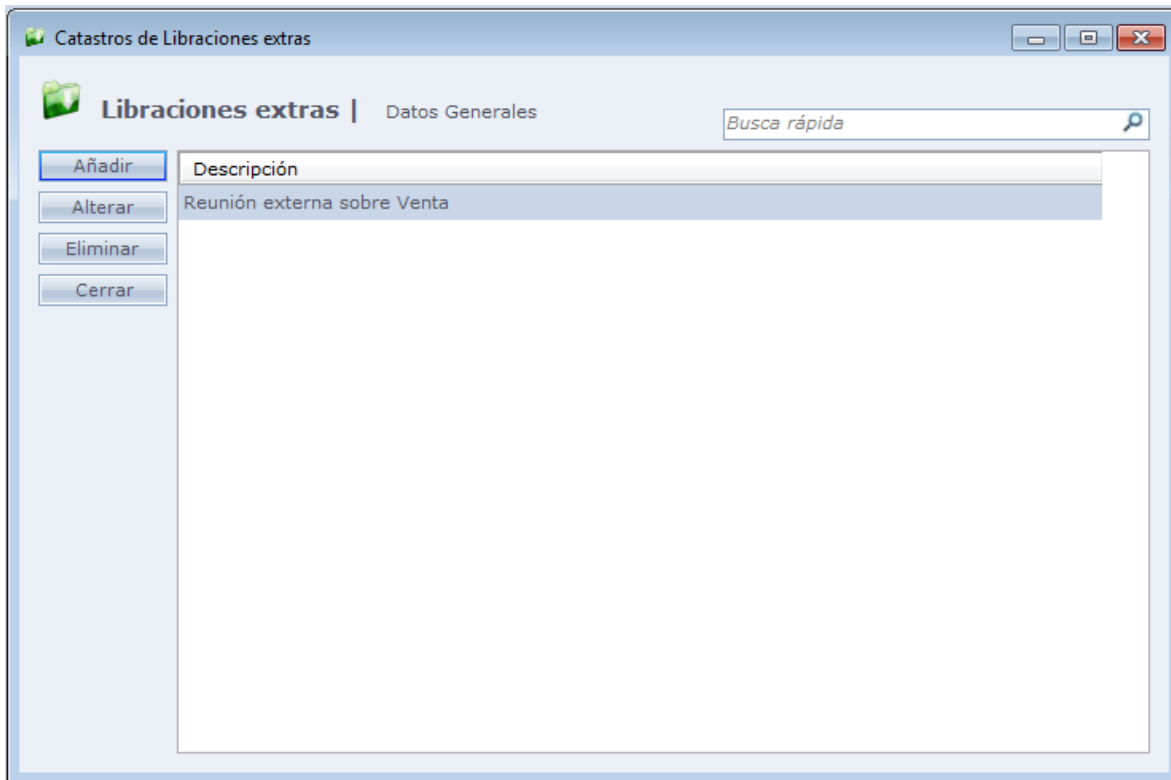 Catastros de Libraciones extras
Libraciones extras | Datos Generales
Busca rápida
Añadir
Alterar
Eliminar
Cerrar
Descripción
Reunión externa sobre Venta